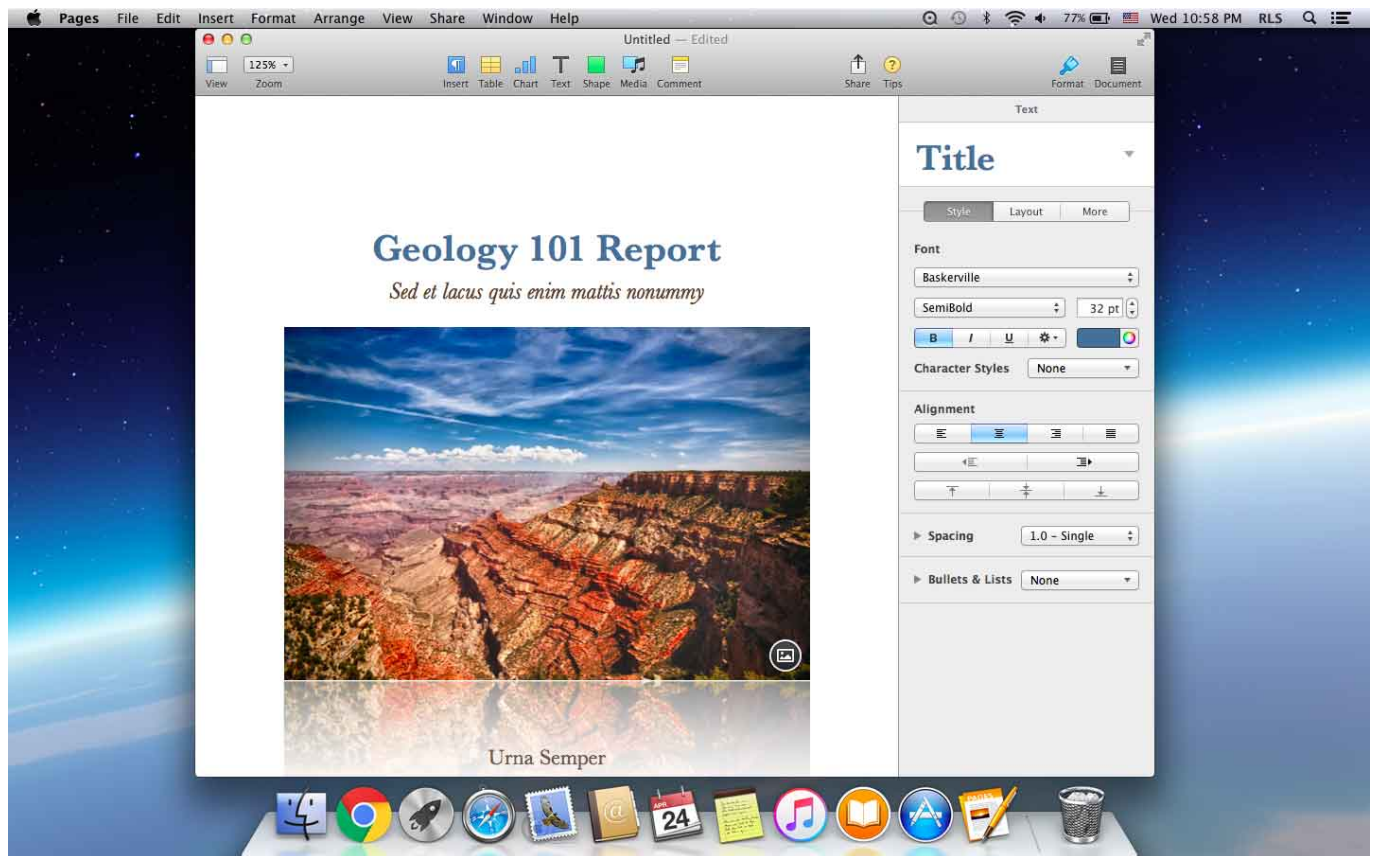 Pages File Edit Insert Format Arrange View Share Window Help 77% Wed 10:58 PM RLS
Untitled — Edited
125%
View Zoom Insert Table Chart Text Shape Media Comment Share Tips Format Document
Text
Title
Style Layout More
Font
Baskerville
SemiBold 32 pt
B I U
Character Styles None
Alignment
Spacing 1.0 – Single
Bullets & Lists None
Geology 101 Report
Sed et lacus quis enim mattis nonummy
Urna Semper
APR
24
PAGES